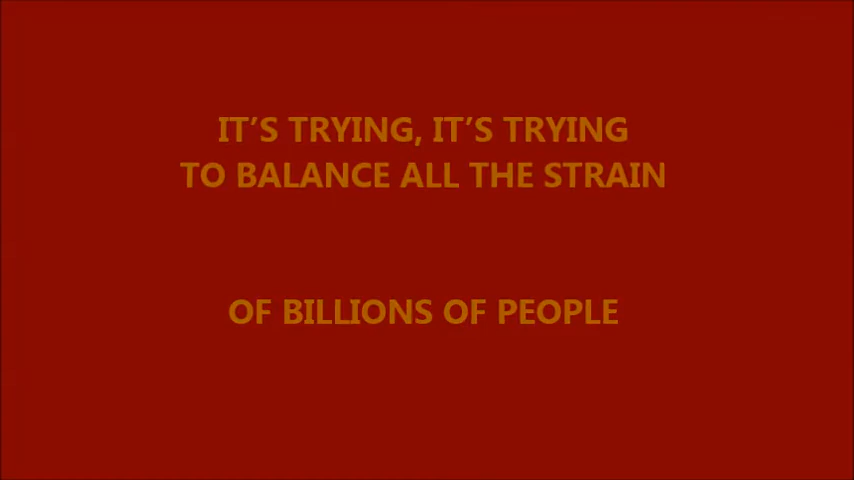 IT’S TRYING, IT’S TRYING
TO BALANCE ALL THE STRAIN
OF BILLIONS OF PEOPLE